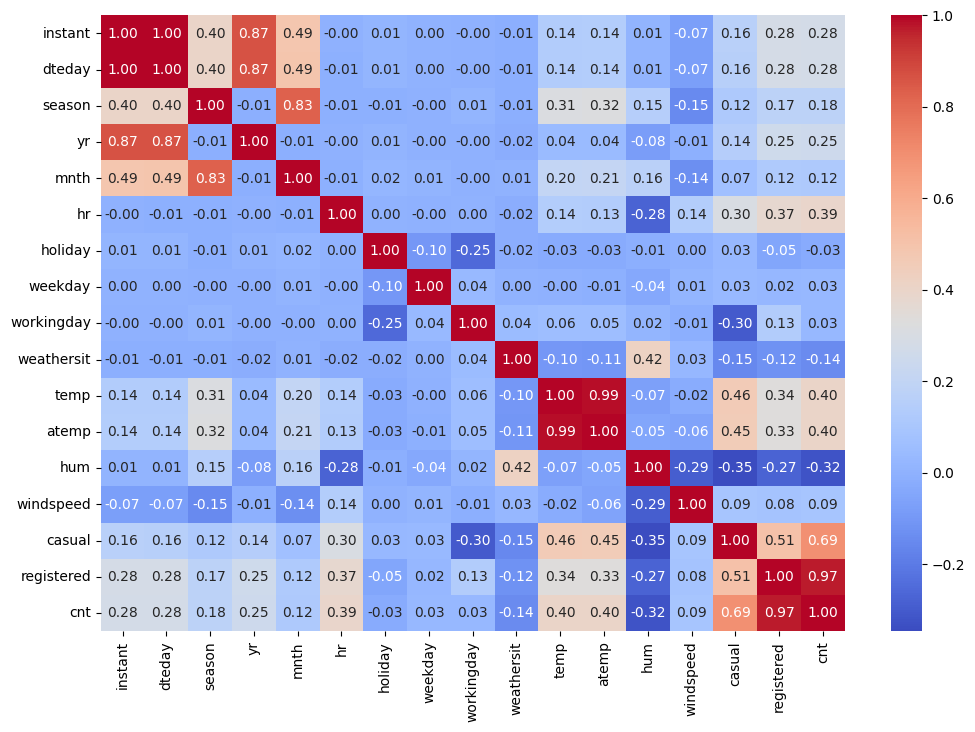 instant 1.00 1.00 0.40 0.87 0.49 -0.00 0.01 0.00 -0.00 -0.01 0.14 0.14 0.01 -0.07 0.16 0.28 0.28
dteday 1.00 1.00 0.40 0.87 0.49 -0.01 0.01 0.00 -0.00 -0.01 0.14 0.14 0.01 -0.07 0.16 0.28 0.28
season 0.40 0.40 1.00 -0.01 0.83 -0.01 -0.01 -0.00 0.01 -0.01 0.31 0.32 0.15 -0.15 0.12 0.17 0.18
yr 0.87 0.87 -0.01 1.00 -0.01 -0.00 0.01 -0.00 -0.00 -0.02 0.04 0.04 -0.08 -0.01 0.14 0.25 0.25
mnth 0.49 0.49 0.83 -0.01 1.00 -0.01 0.02 0.01 -0.00 0.01 0.20 0.21 0.16 -0.14 0.07 0.12 0.12
hr -0.00 -0.01 -0.01 -0.00 -0.01 1.00 0.00 -0.00 0.00 -0.02 0.14 0.13 -0.28 0.14 0.30 0.37 0.39
holiday 0.01 0.01 -0.01 0.01 0.02 0.00 1.00 -0.10 -0.25 -0.02 -0.03 -0.03 -0.01 0.00 0.03 -0.05 -0.03
weekday 0.00 0.00 -0.00 -0.00 0.01 -0.00 -0.10 1.00 0.04 0.00 -0.00 -0.01 -0.04 0.01 0.03 0.02 0.03
workingday -0.00 -0.00 0.01 -0.00 -0.00 0.00 -0.25 0.04 1.00 0.04 0.06 0.05 0.02 -0.01 -0.30 0.13 0.03
weathersit -0.01 -0.01 -0.01 -0.02 0.01 -0.02 -0.02 0.00 0.04 1.00 -0.10 -0.11 0.42 0.03 -0.15 -0.12 -0.14
temp 0.14 0.14 0.31 0.04 0.20 0.14 -0.03 -0.00 0.06 -0.10 1.00 0.99 -0.07 -0.02 0.46 0.34 0.40
atemp 0.14 0.14 0.32 0.04 0.21 0.13 -0.03 -0.01 0.05 -0.11 0.99 1.00 -0.05 -0.06 0.45 0.33 0.40
hum 0.01 0.01 0.15 -0.08 0.16 -0.28 -0.01 -0.04 0.02 0.42 -0.07 -0.05 1.00 -0.29 -0.35 -0.27 -0.32
windspeed -0.07 -0.07 -0.15 -0.01 -0.14 0.14 0.00 0.01 -0.01 0.03 -0.02 -0.06 -0.29 1.00 0.09 0.08 0.09
casual 0.16 0.16 0.12 0.14 0.07 0.30 0.03 0.03 -0.30 -0.15 0.46 0.45 -0.35 0.09 1.00 0.51 0.69
registered 0.28 0.28 0.17 0.25 0.12 0.37 -0.05 0.02 0.13 -0.12 0.34 0.33 -0.27 0.08 0.51 1.00 0.97
cnt 0.28 0.28 0.18 0.25 0.12 0.39 -0.03 0.03 0.03 -0.14 0.40 0.40 -0.32 0.09 0.69 0.97 1.00
instant dteday season yr mnth hr holiday weekday workingday weathersit temp atemp hum windspeed casual registered cnt
1.0
0.8
0.6
0.4
0.2
0.0
−0.2